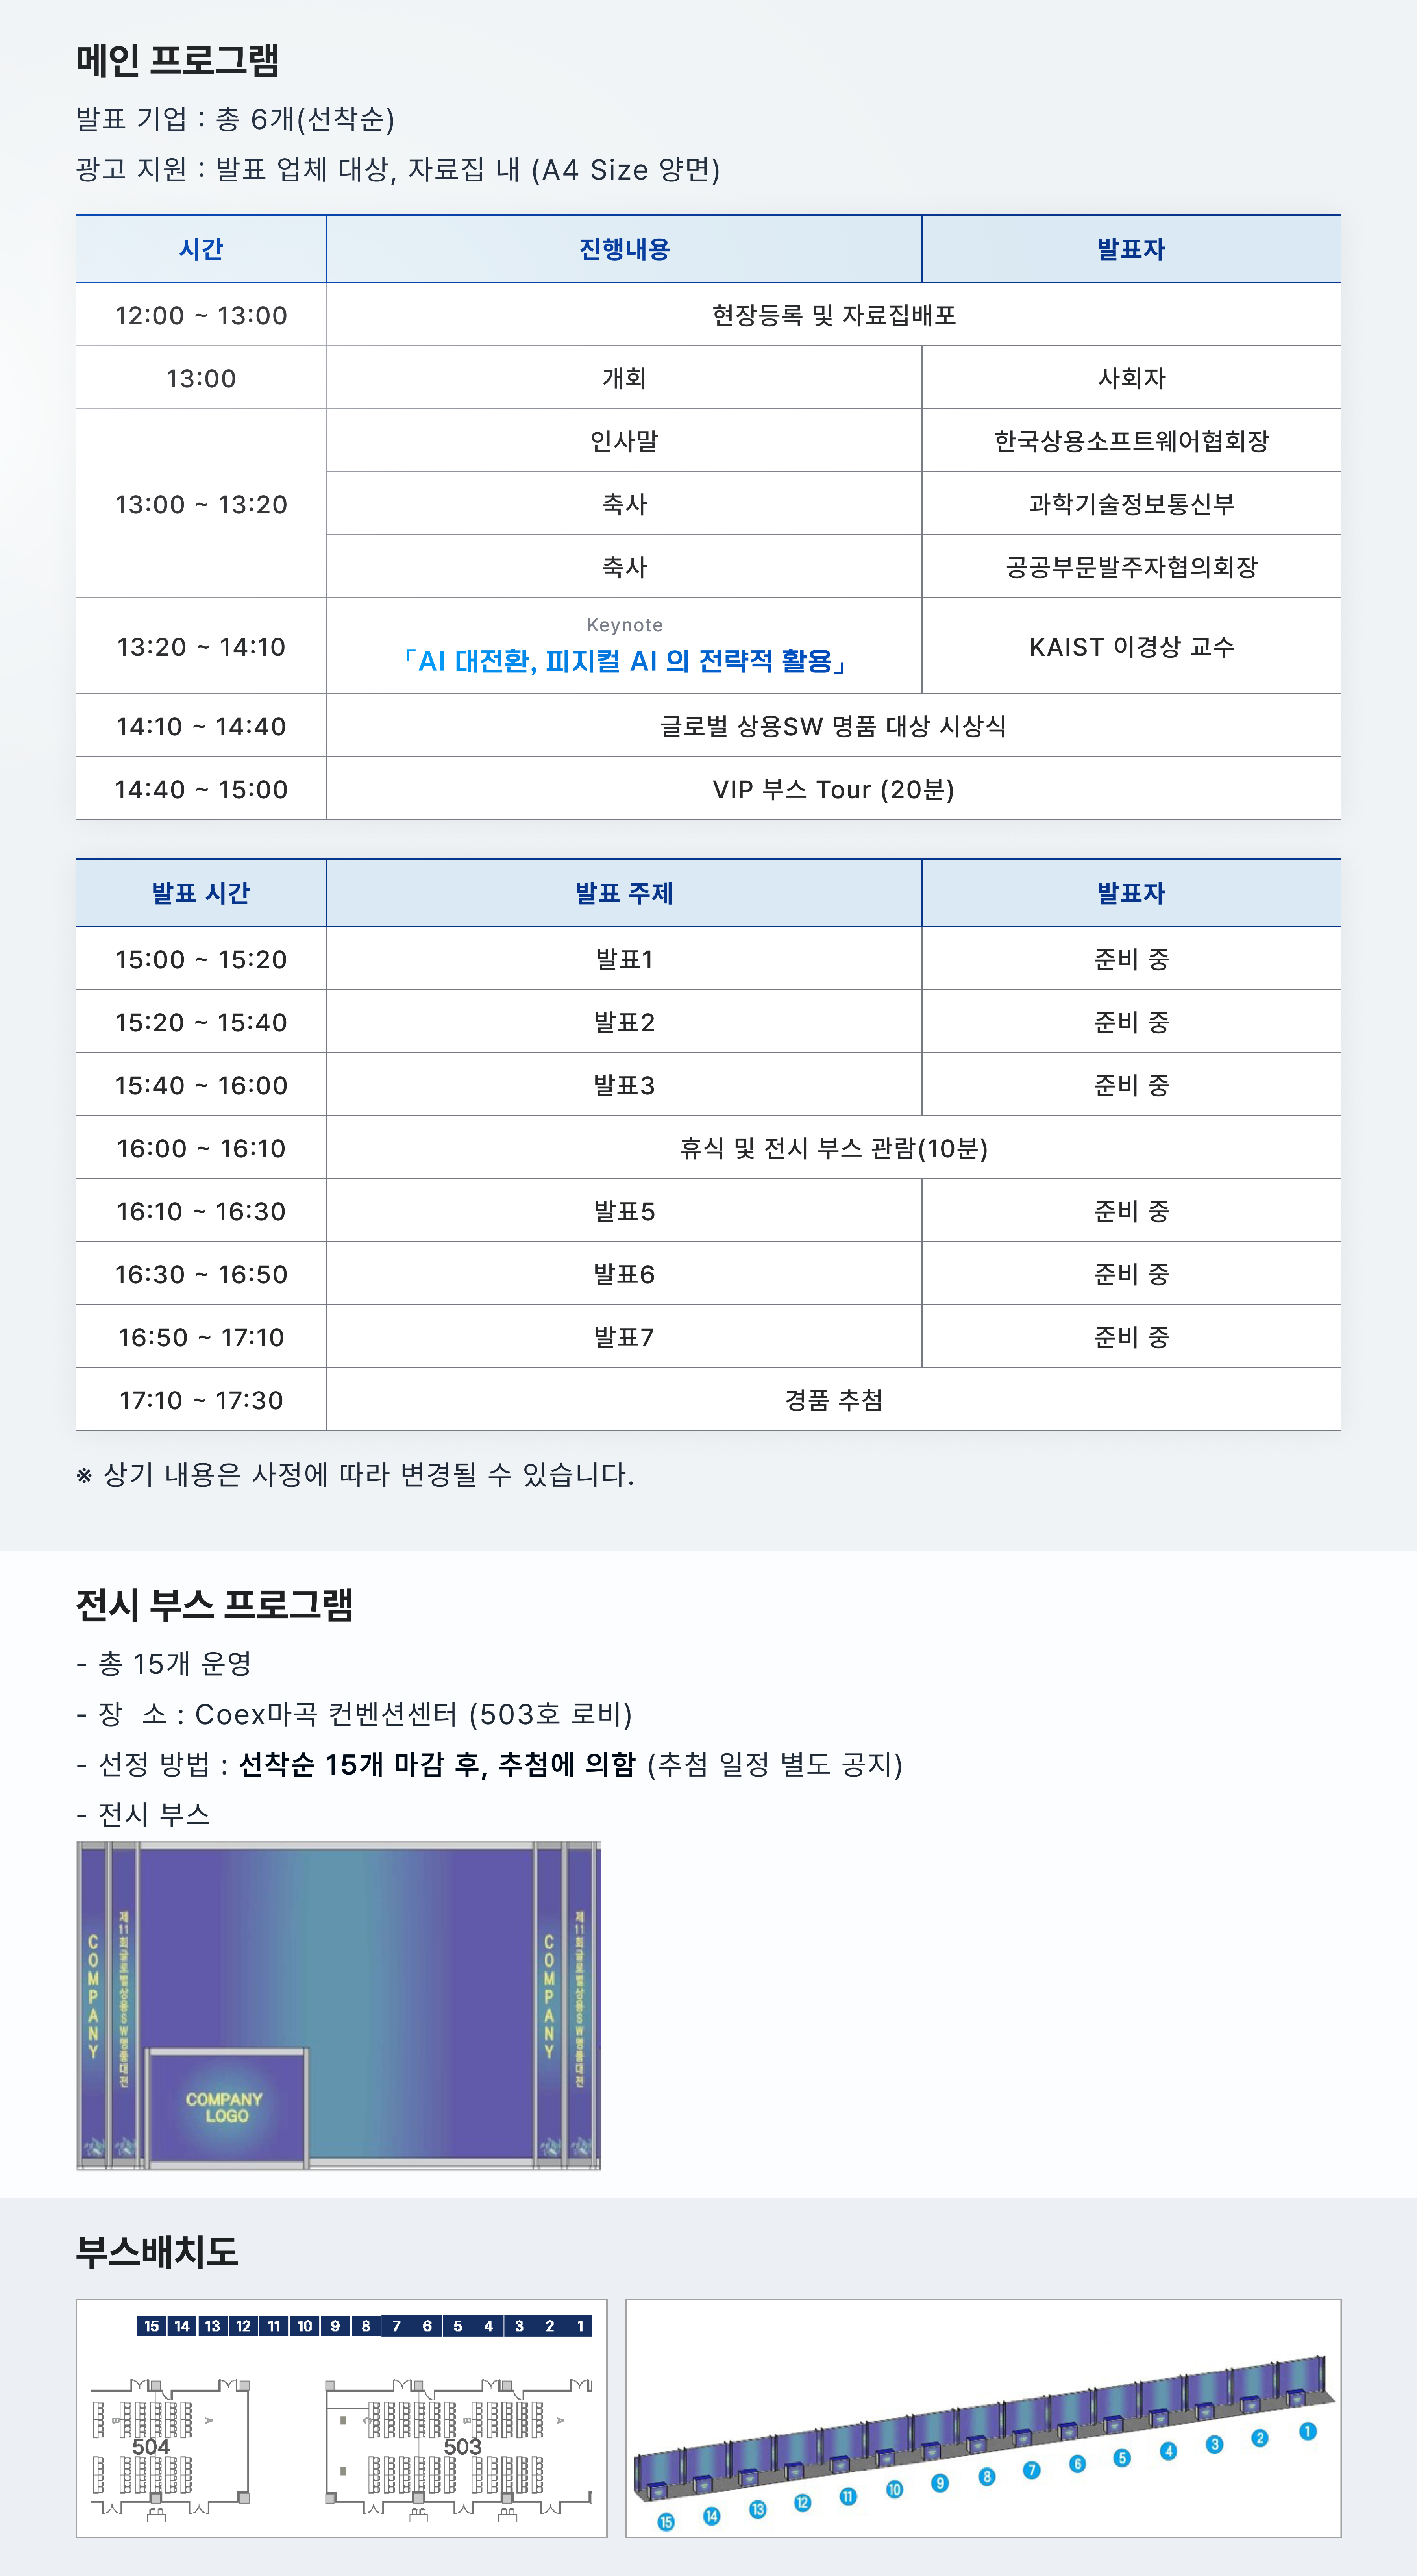 메인 프로그램
발표 기업 : 총 6개(선착순)
광고 지원 : 발표 업체 대상, 자료집 내 (A4 Size 양면)
시간 진행내용 발표자
12:00 ~ 13:00 현장등록 및 자료집배포
13:00 개회 사회자
인사말 한국상용소프트웨어협회장
13:00 ~ 13:20 축사 과학기술정보통신부
축사 공공부문발주자협의회장
Keynote
13:20 ~ 14:10 「AI 대전환, 피지컬 AI 의 전략적 활용」 KAIST 이경상 교수
14:10 ~ 14:40 글로벌 상용SW 명품 대상 시상식
14:40 ~ 15:00 VIP 부스 Tour (20분)
발표 시간 발표 주제 발표자
15:00 ~ 15:20 발표1 준비 중
15:20 ~ 15:40 발표2 준비 중
15:40 ~ 16:00 발표3 준비 중
16:00 ~ 16:10 휴식 및 전시 부스 관람(10분)
16:10 ~ 16:30 발표5 준비 중
16:30 ~ 16:50 발표6 준비 중
16:50 ~ 17:10 발표7 준비 중
17:10 ~ 17:30 경품 추첨
※ 상기 내용은 사정에 따라 변경될 수 있습니다.
전시 부스 프로그램
- 총 15개 운영
- 장 소 : Coex마곡 컨벤션센터 (503호 로비)
- 선정 방법 : 선착순 15개 마감 후, 추첨에 의함 (추첨 일정 별도 공지)
- 전시 부스
COMPANY
제11회글로벌상용SW명품대전
COMPANY
제11회글로벌상용SW명품대전
COMPANY
LOGO
부스배치도
15 14 13 12 11 10 9 8 7 6 5 4 3 2 1
B A C B A
504 503
15 14 13 12 11 10 9 8 7 6 5 4 3 2 1